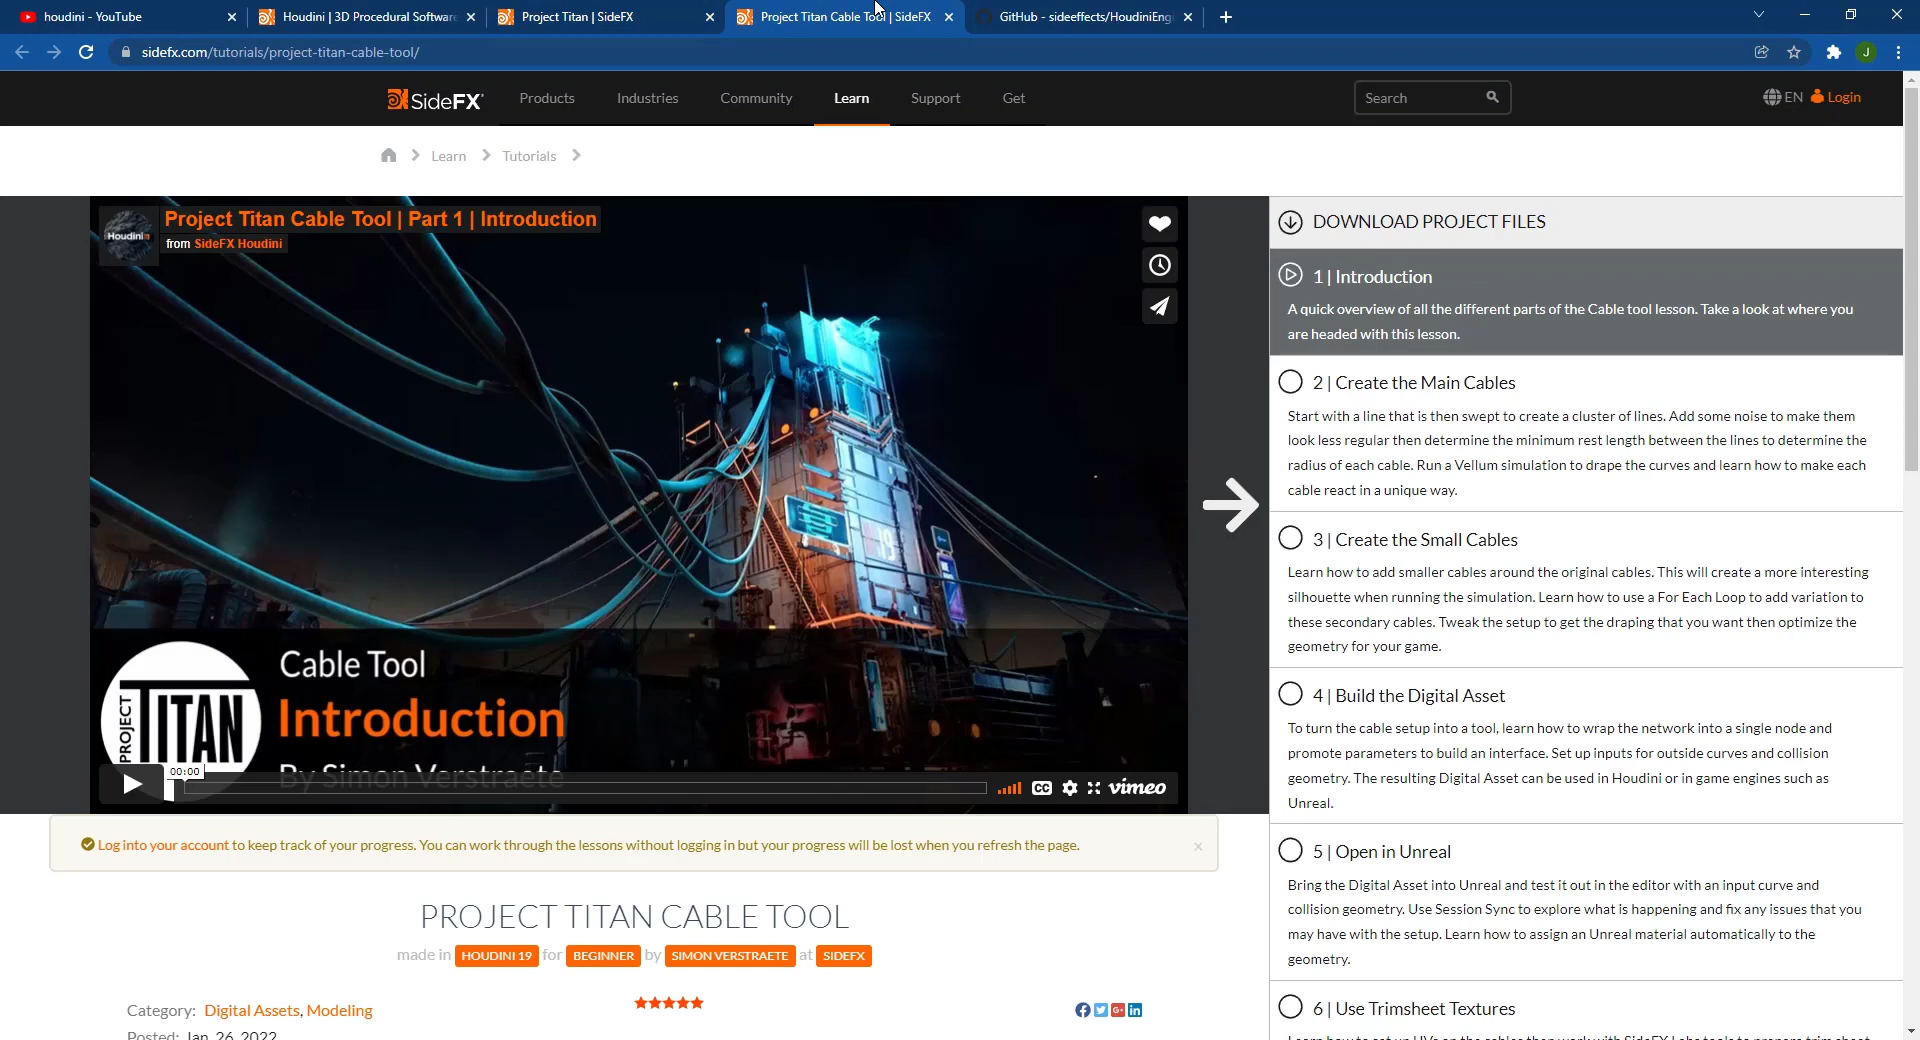 houdini - YouTube
Houdini | 3D Procedural Software
Project Titan | SideFX
Project Titan Cable Tool | SideFX
GitHub - sideeffects/HoudiniEng
sidefx.com/tutorials/project-titan-cable-tool/
J
SideFX
Products
Industries
Community
Learn
Support
Get
Search
EN
Login
Learn
Tutorials
Project Titan Cable Tool | Part 1 | Introduction
from SideFX Houdini
Houdini
19
PROJECT
TITAN
Cable Tool
Introduction
By Simon Verstraete
00:00
CC
vimeo
DOWNLOAD PROJECT FILES
1 | Introduction
A quick overview of all the different parts of the Cable tool lesson. Take a look at where you
are headed with this lesson.
2 | Create the Main Cables
Start with a line that is then swept to create a cluster of lines. Add some noise to make them
look less regular then determine the minimum rest length between the lines to determine the
radius of each cable. Run a Vellum simulation to drape the curves and learn how to make each
cable react in a unique way.
3 | Create the Small Cables
Learn how to add smaller cables around the original cables. This will create a more interesting
silhouette when running the simulation. Learn how to use a For Each Loop to add variation to
these secondary cables. Tweak the setup to get the draping that you want then optimize the
geometry for your game.
4 | Build the Digital Asset
To turn the cable setup into a tool, learn how to wrap the network into a single node and
promote parameters to build an interface. Set up inputs for outside curves and collision
geometry. The resulting Digital Asset can be used in Houdini or in game engines such as
Unreal.
5 | Open in Unreal
Bring the Digital Asset into Unreal and test it out in the editor with an input curve and
collision geometry. Use Session Sync to explore what is happening and fix any issues that you
may have with the setup. Learn how to assign an Unreal material automatically to the
geometry.
6 | Use Trimsheet Textures
Log into your account to keep track of your progress. You can work through the lessons without logging in but your progress will be lost when you refresh the page.
PROJECT TITAN CABLE TOOL
made in HOUDINI 19 for BEGINNER by SIMON VERSTRAETE at SIDEFX
Category: Digital Assets, Modeling
Posted: Jan, 26, 2022